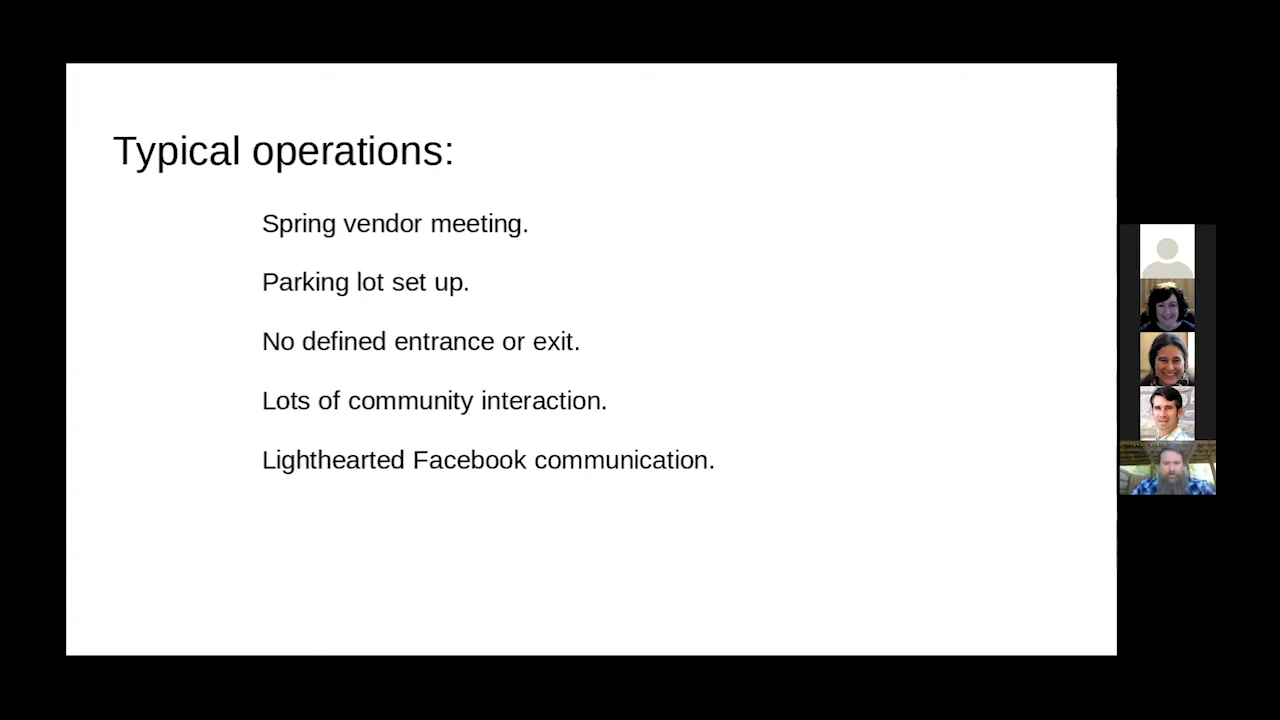 Typical operations:
Spring vendor meeting.
Parking lot set up.
No defined entrance or exit.
Lots of community interaction.
Lighthearted Facebook communication.